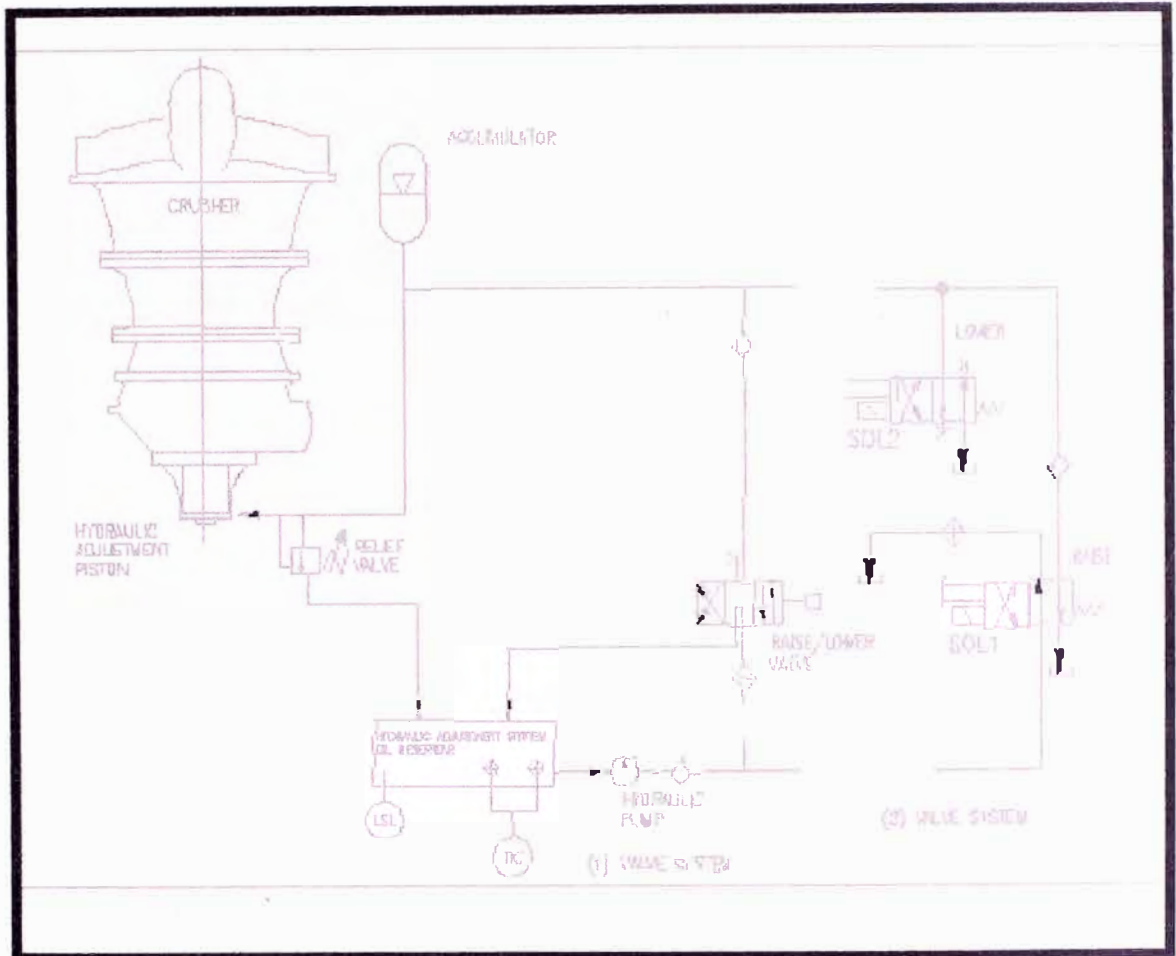 ACCUMULATOR
CRUSHER
LOWER
SOL2
HYDRAULIC
ADJUSTMENT
PISTON
RELIEF
VALVE
RAISE
SOL1
RAISE/LOWER
VALVE
HYDRAULIC ADJUSTMENT SYSTEM
OIL RESERVOIR
LSL
TIC
HYDRAULIC
PUMP
(1) VALVE SYSTEM
(2) VALVE SYSTEM